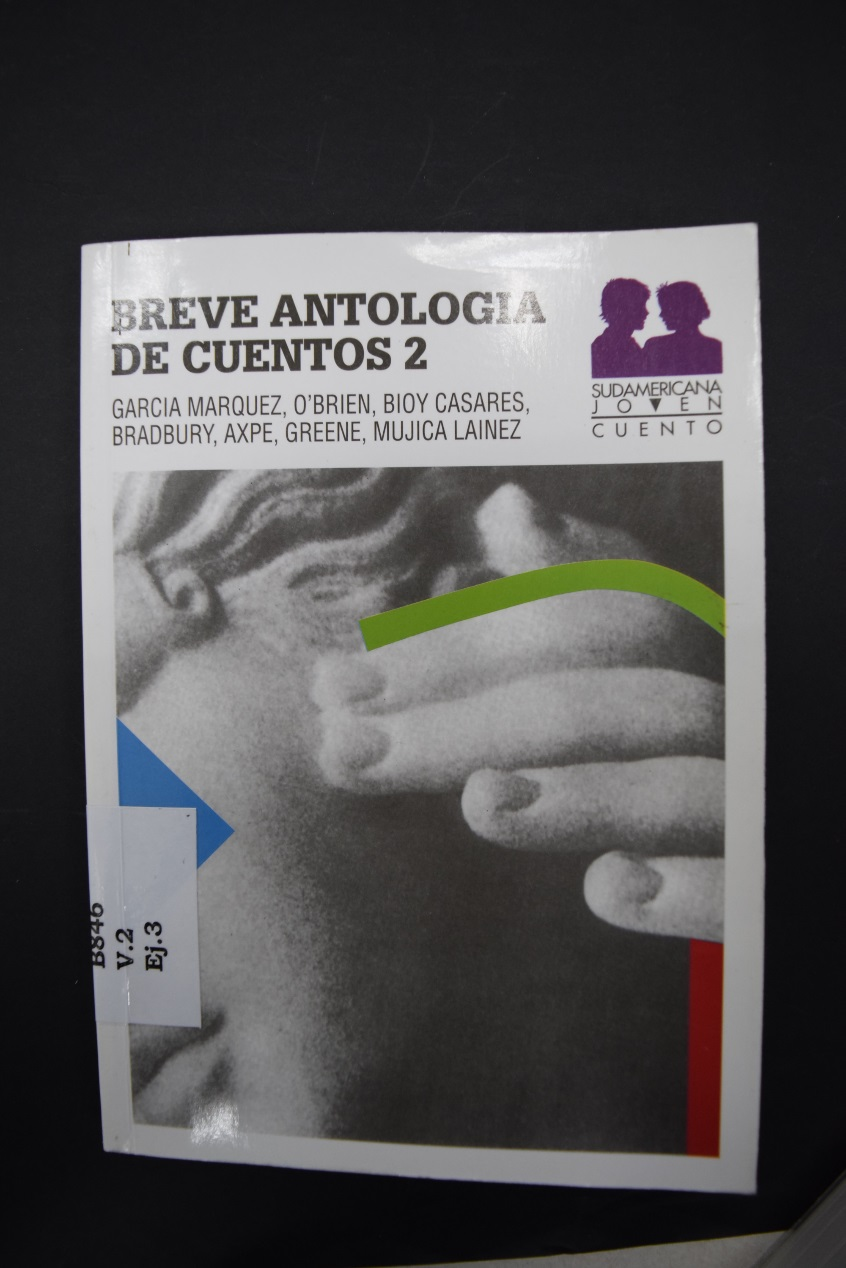 BREVE ANTOLOGIA
DE CUENTOS 2
GARCIA MARQUEZ, O'BRIEN, BIOY CASARES,
BRADBURY, AXPE, GREENE, MUJICA LAINEZ
SUDAMERICANA
JOVEN
CUENTO
B846
V.2
Ej.3